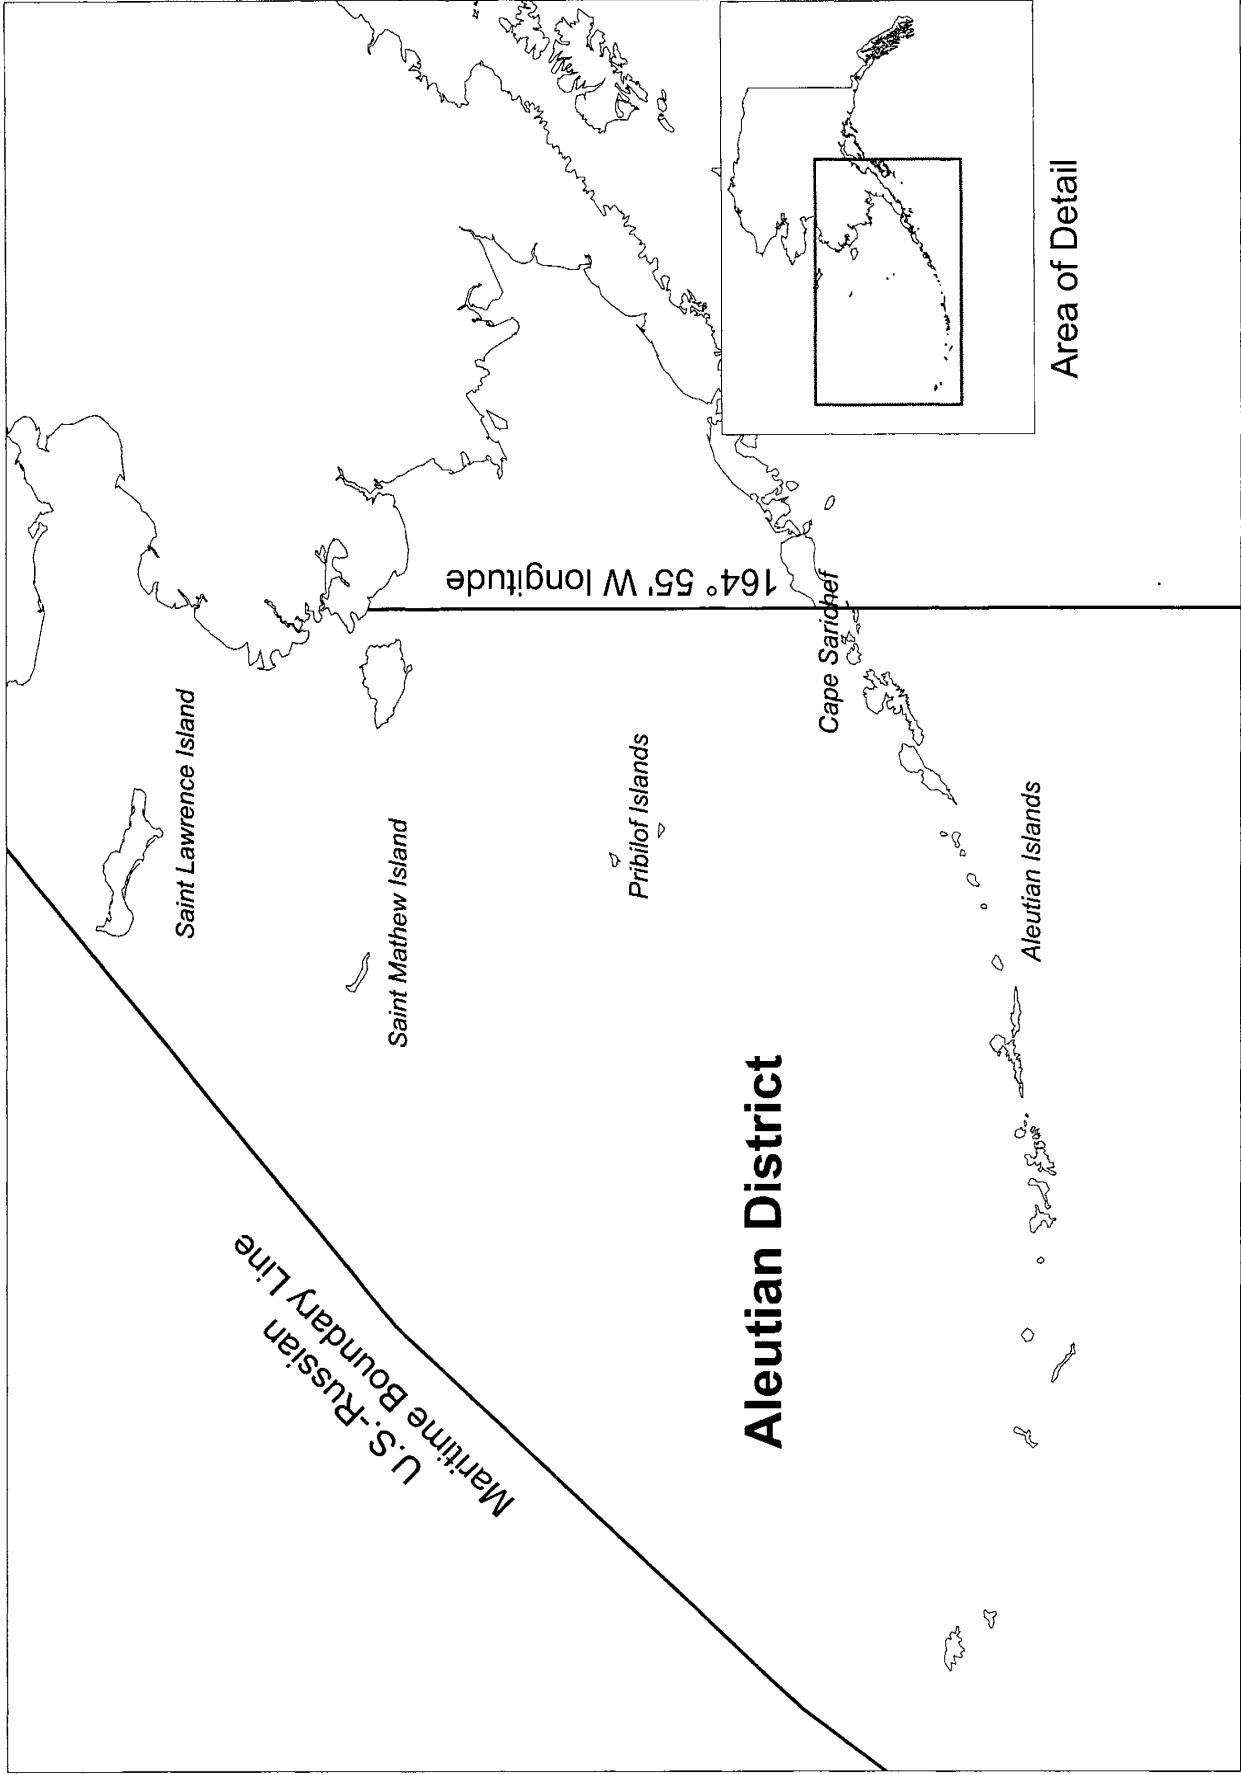 U.S.-Russian
Maritime Boundary Line
Saint Lawrence Island
Saint Mathew Island
164° 55' W longitude
Pribilof Islands
Aleutian District
Cape Sarichef
Aleutian Islands
Area of Detail